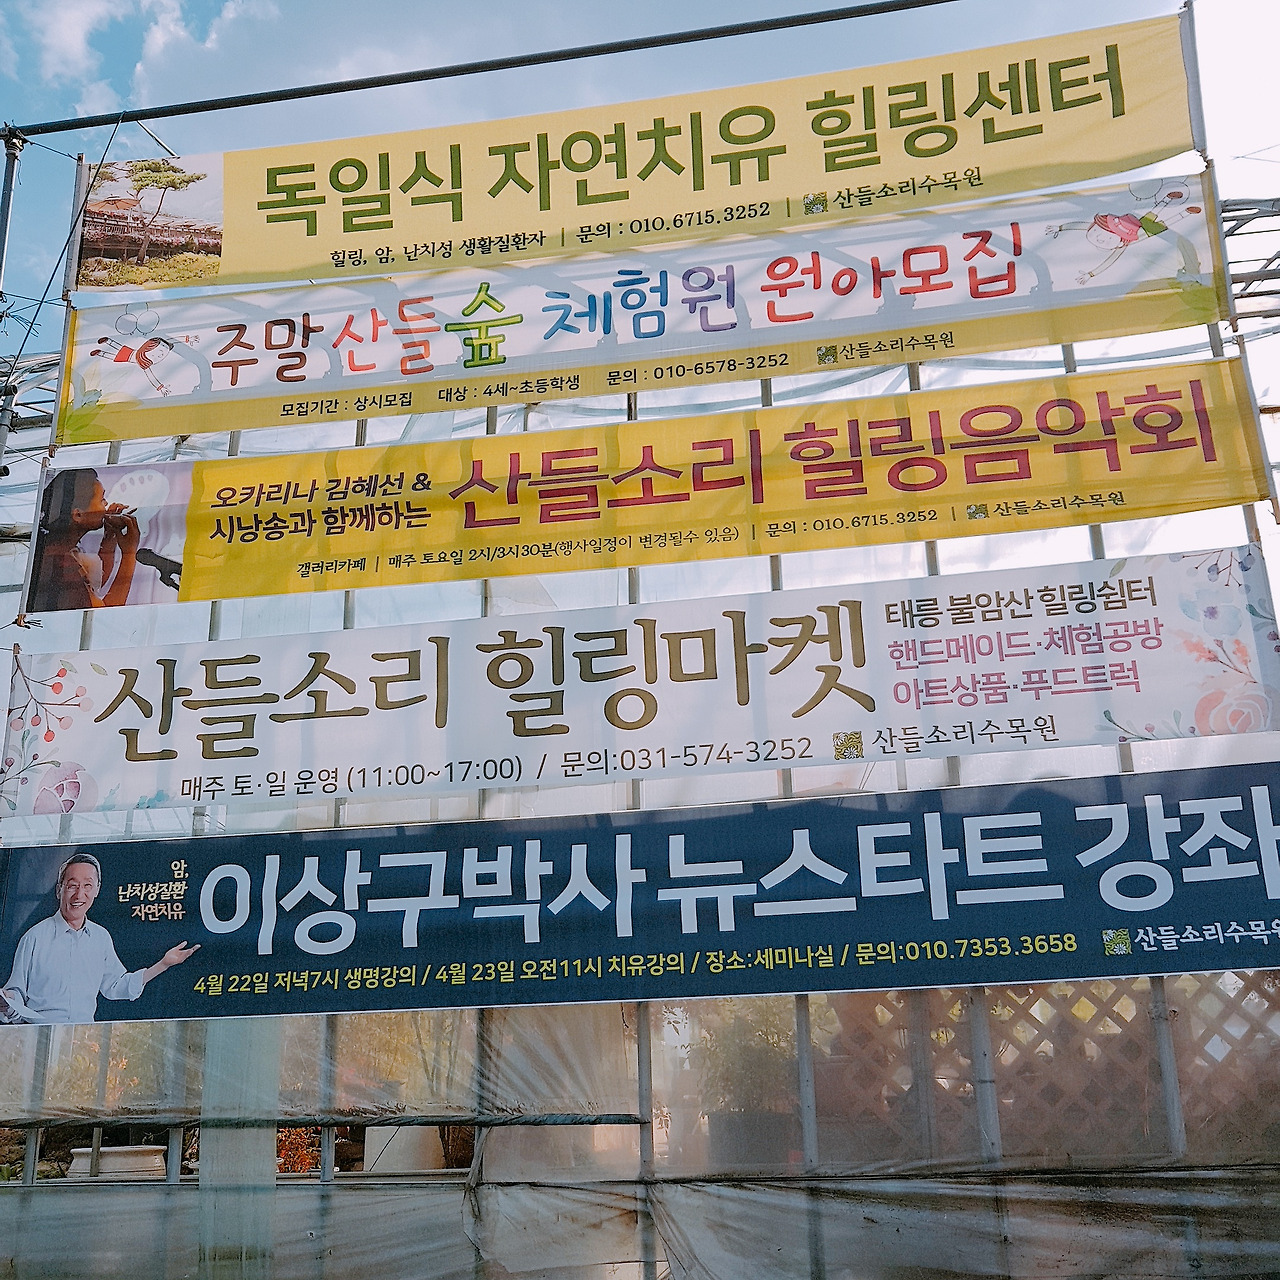 독일식 자연치유 힐링센터
힐링, 암, 난치성 생활질환자 | 문의 : 010.6715.3252 | 산들소리수목원
주말 산들숲 체험원 원아모집
모집기간 : 상시모집 대상 : 4세~초등학생 문의 : 010-6578-3252 산들소리수목원
오카리나 김혜선 &
시낭송과 함께하는
산들소리 힐링음악회
갤러리카페 | 매주 토요일 2시/3시30분(행사일정이 변경될수 있음) | 문의 : 010.6715.3252 | 산들소리수목원
산들소리 힐링마켓
태릉 불암산 힐링쉼터
핸드메이드·체험공방
아트상품·푸드트럭
매주 토·일 운영 (11:00~17:00) / 문의:031-574-3252 산들소리수목원
암,
난치성질환
자연치유
이상구박사 뉴스타트 강좌
4월 22일 저녁7시 생명강의 / 4월 23일 오전11시 치유강의 / 장소:세미나실 / 문의:010.7353.3658 산들소리수목원